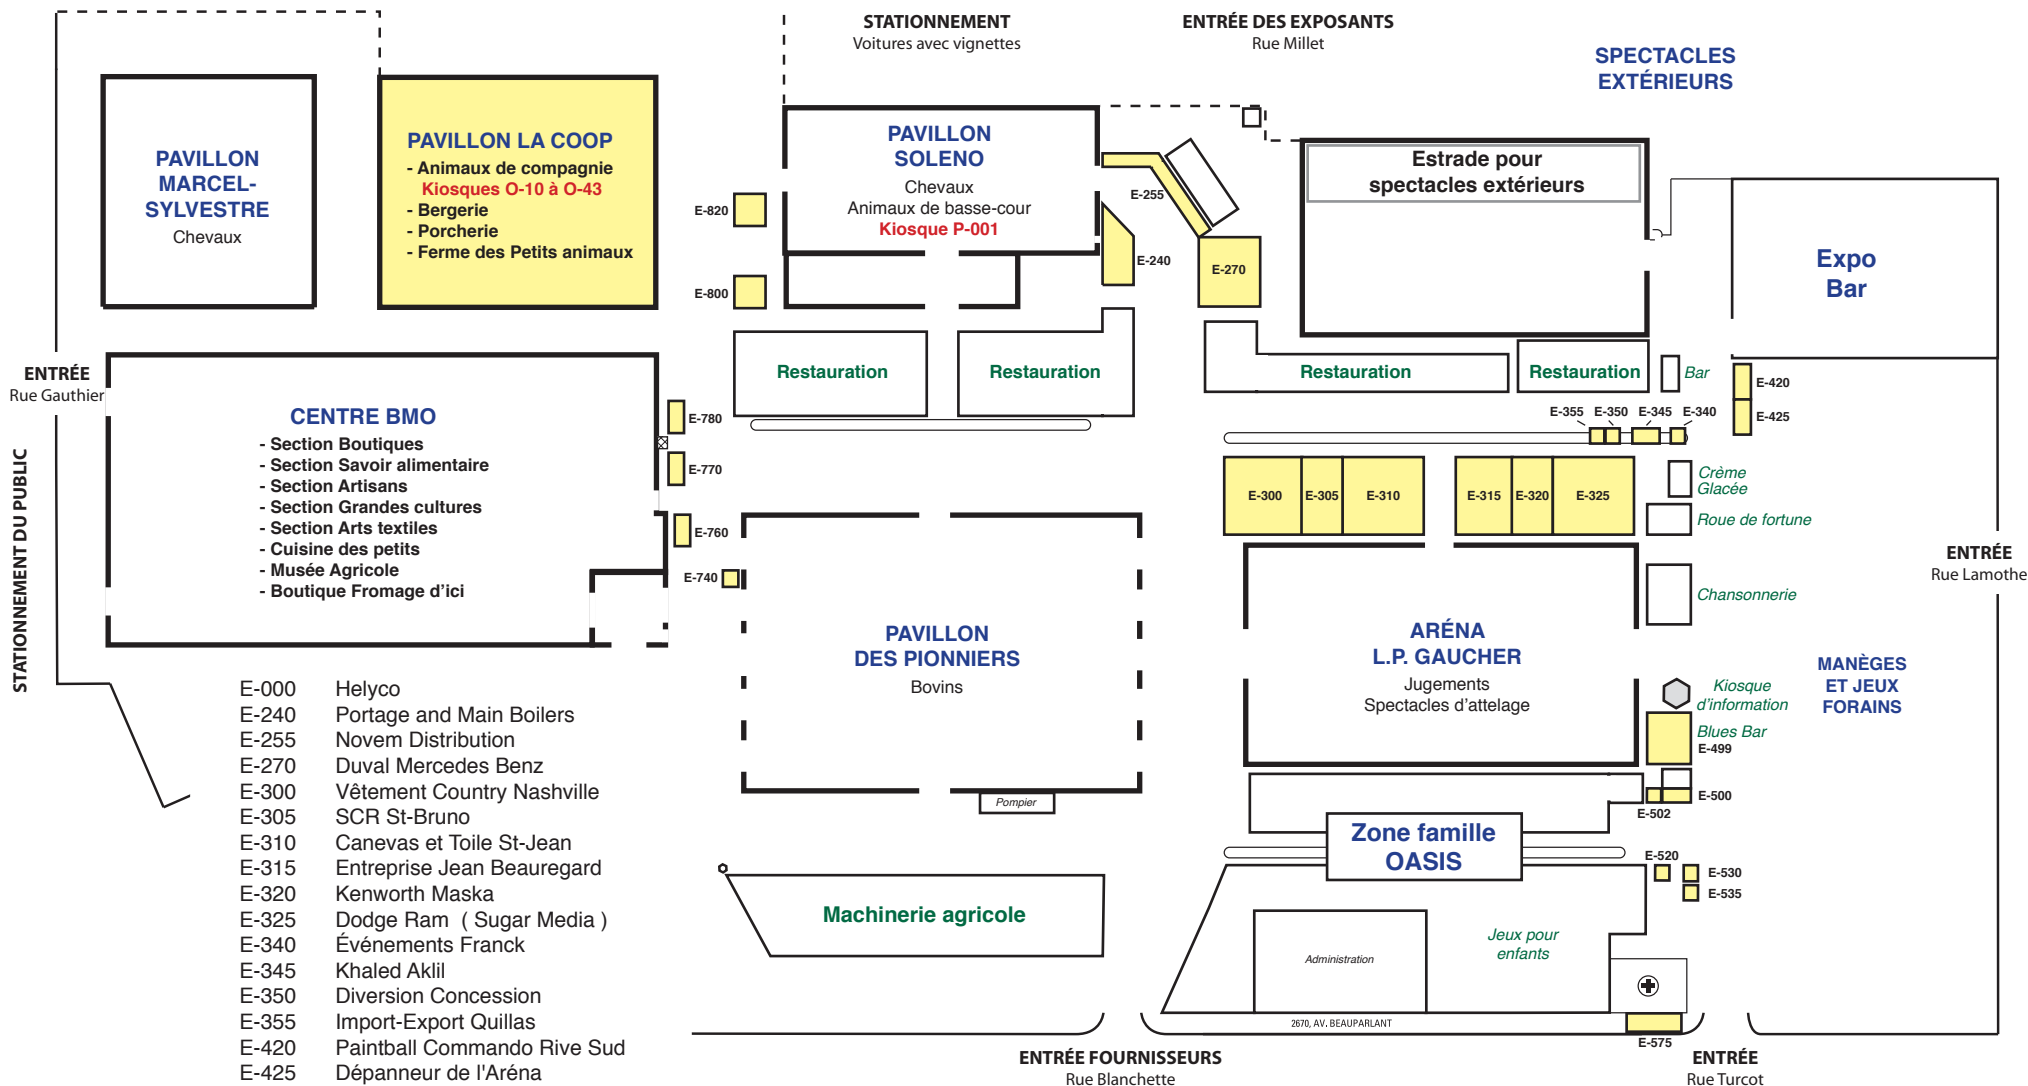 STATIONNEMENT
Voitures avec vignettes
ENTRÉE DES EXPOSANTS
Rue Millet
SPECTACLES
EXTÉRIEURS
PAVILLON
MARCEL-
SYLVESTRE
Chevaux
PAVILLON LA COOP
- Animaux de compagnie
Kiosques O-10 à O-43
- Bergerie
- Porcherie
- Ferme des Petits animaux
E-820
E-800
PAVILLON
SOLENO
Chevaux
Animaux de basse-cour
Kiosque P-001
E-255
E-240
E-270
Estrade pour
spectacles extérieurs
Expo
Bar
ENTRÉE
Rue Gauthier
STATIONNEMENT DU PUBLIC
CENTRE BMO
- Section Boutiques
- Section Savoir alimentaire
- Section Artisans
- Section Grandes cultures
- Section Arts textiles
- Cuisine des petits
- Musée Agricole
- Boutique Fromage d'ici
E-780
E-770
E-760
E-740
Restauration
Restauration
Restauration
Restauration
Bar
E-420
E-425
E-355
E-350
E-345
E-340
E-300
E-305
E-310
E-315
E-320
E-325
Crème
Glacée
Roue de fortune
Chansonnerie
ENTRÉE
Rue Lamothe
PAVILLON
DES PIONNIERS
Bovins
Pompier
ARÉNA
L.P. GAUCHER
Jugements
Spectacles d'attelage
Kiosque
d'information
Blues Bar
E-499
E-500
E-502
MANÈGES
ET JEUX
FORAINS
Zone famille
OASIS
E-520
E-530
E-535
Machinerie agricole
Administration
Jeux pour
enfants
2670, AV. BEAUPARLANT
E-575
ENTRÉE FOURNISSEURS
Rue Blanchette
ENTRÉE
Rue Turcot
E-000 Helyco
E-240 Portage and Main Boilers
E-255 Novem Distribution
E-270 Duval Mercedes Benz
E-300 Vêtement Country Nashville
E-305 SCR St-Bruno
E-310 Canevas et Toile St-Jean
E-315 Entreprise Jean Beauregard
E-320 Kenworth Maska
E-325 Dodge Ram ( Sugar Media )
E-340 Événements Franck
E-345 Khaled Aklil
E-350 Diversion Concession
E-355 Import-Export Quillas
E-420 Paintball Commando Rive Sud
E-425 Dépanneur de l'Aréna